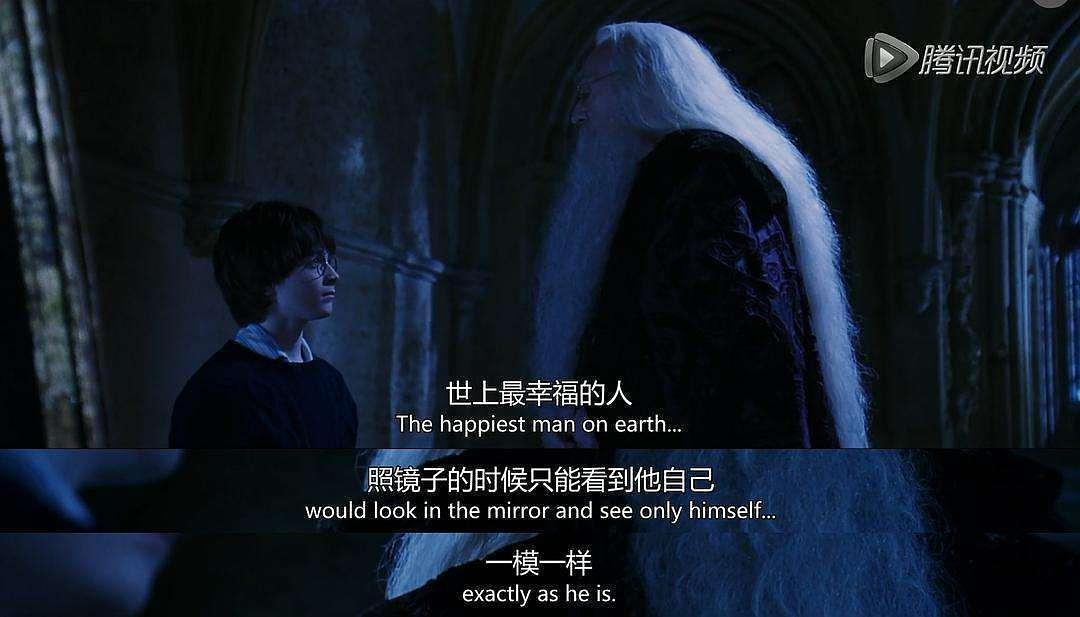 腾讯视频
世上最幸福的人
The happiest man on earth...
照镜子的时候只能看到他自己
would look in the mirror and see only himself...
一模一样
exactly as he is.